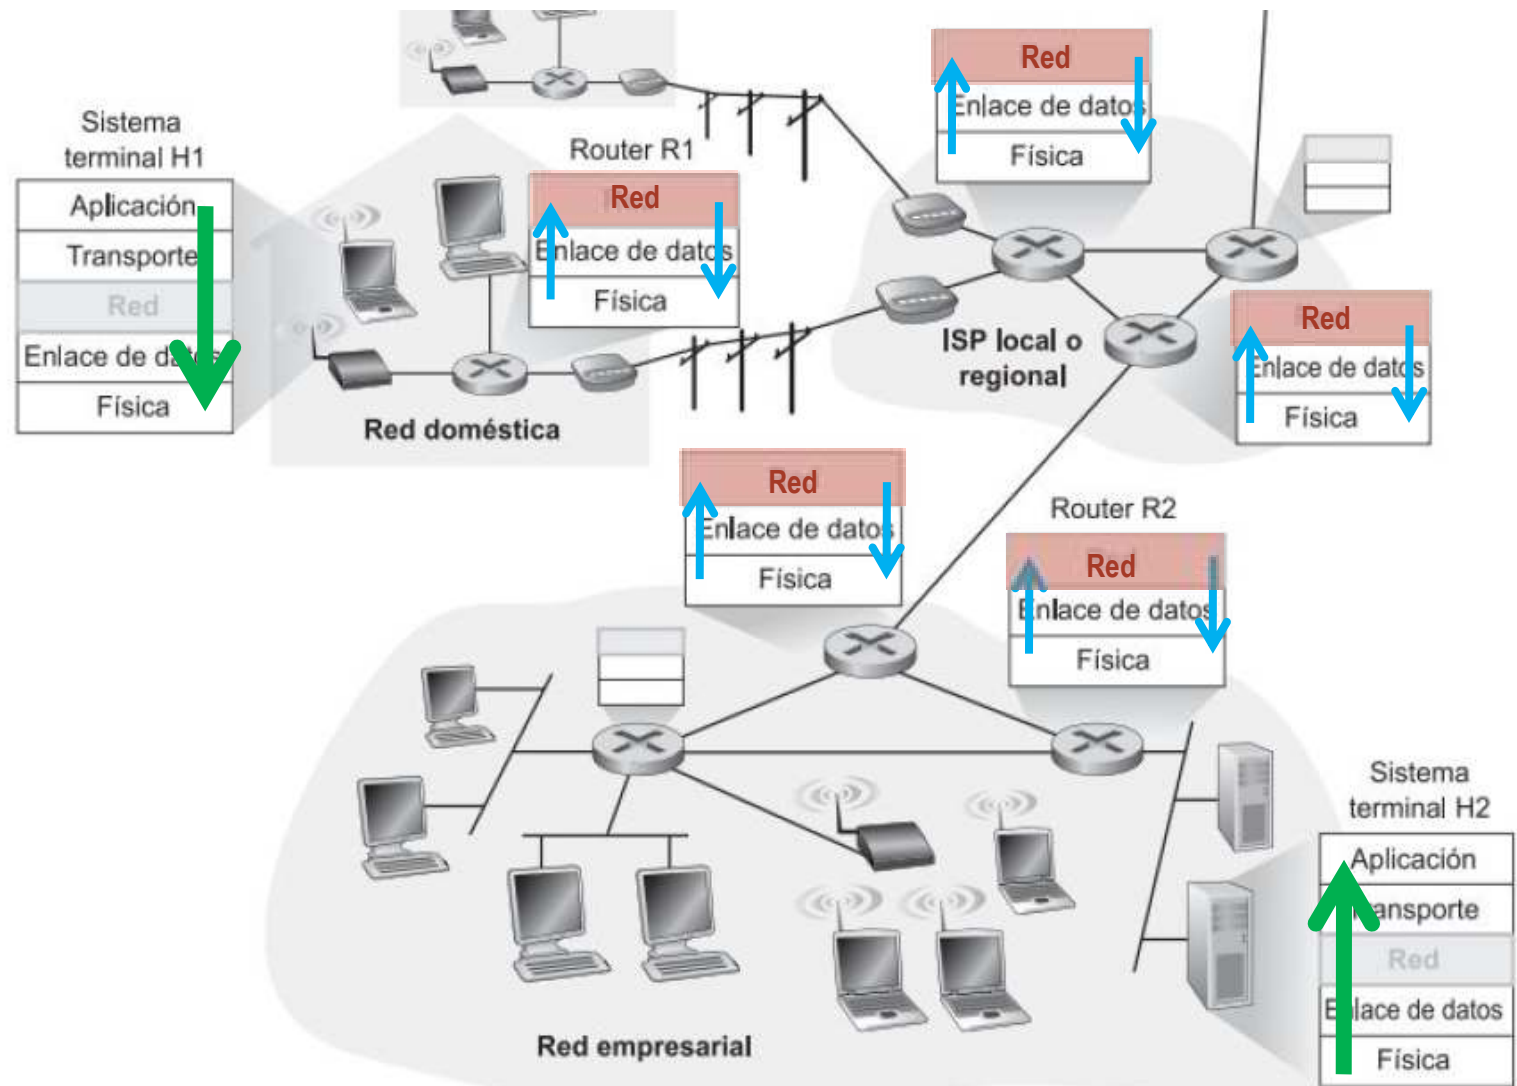 Red
Enlace de datos
Física
Sistema
terminal H1
Aplicación
Transporte
Red
Enlace de datos
Física
Router R1
Red
Enlace de datos
Física
Red doméstica
ISP local o
regional
Red
Enlace de datos
Física
Red
Enlace de datos
Física
Router R2
Red
Enlace de datos
Física
Sistema
terminal H2
Aplicación
Transporte
Red
Enlace de datos
Física
Red empresarial